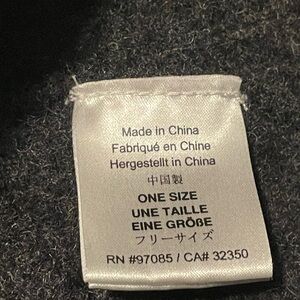 Made in China
Fabriqué en Chine
Hergestellt in China
中国製
ONE SIZE
UNE TAILLE
EINE GRÖßE
フリーサイズ
RN #97085 / CA# 32350